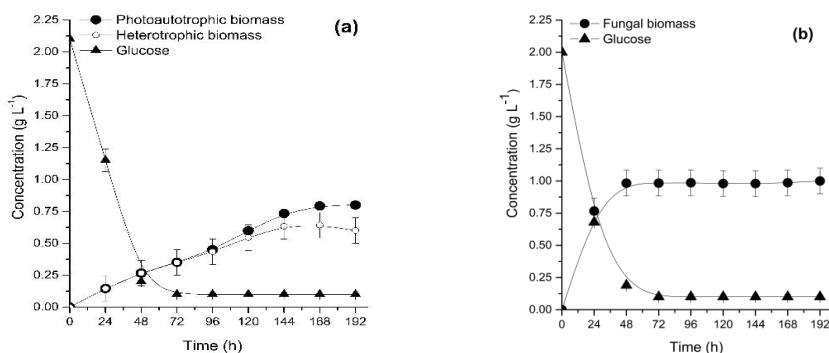 Photoautotrophic biomass
Heterotrophic biomass
Glucose
(a)
2.25
2.00
1.75
1.50
1.25
1.00
0.75
0.50
0.25
0.00
Concentration (g L-1)
0 24 48 72 96 120 144 168 192
Time (h)
Fungal biomass
Glucose
(b)
2.25
2.00
1.75
1.50
1.25
1.00
0.75
0.50
0.25
0.00
Concentration (g L-1)
0 24 48 72 96 120 144 168 192
Time (h)